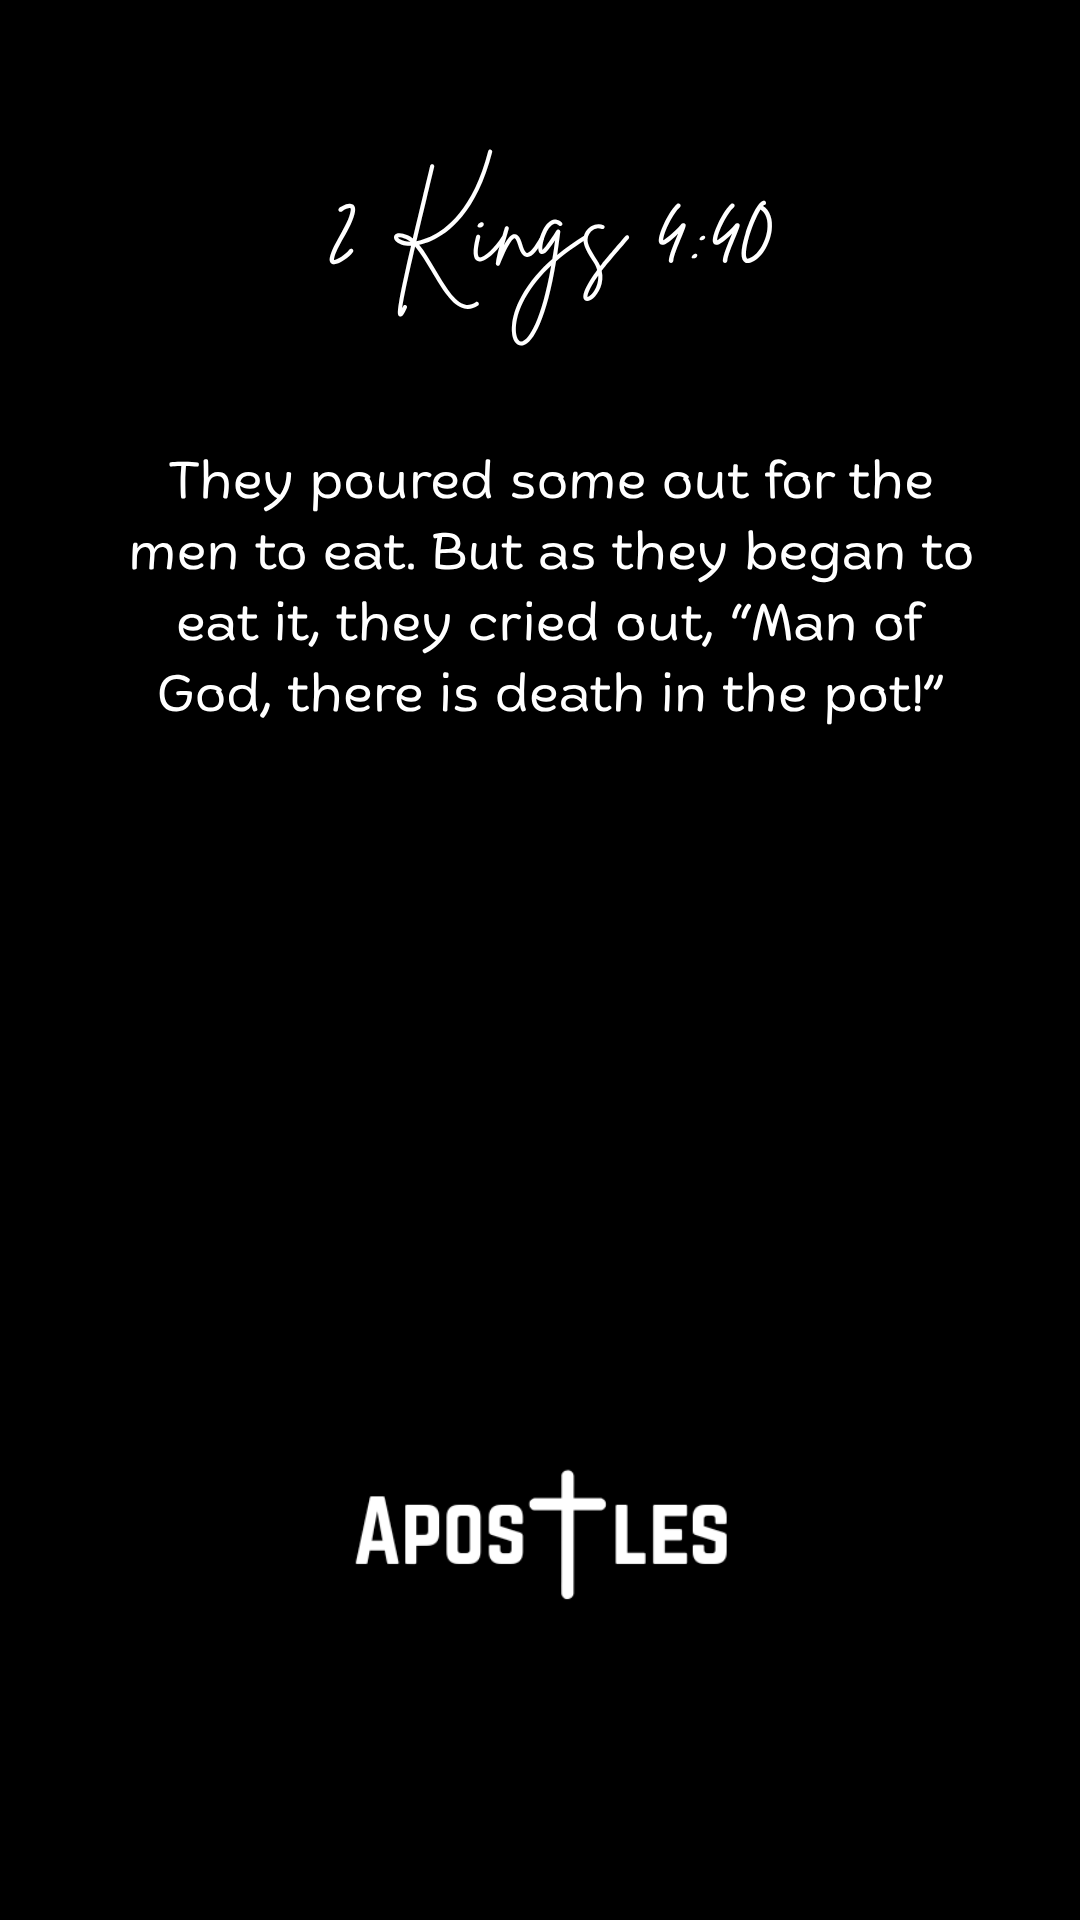 2 Kings 4:40
They poured some out for the
men to eat. But as they began to
eat it, they cried out, “Man of
God, there is death in the pot!”
APOSTLES